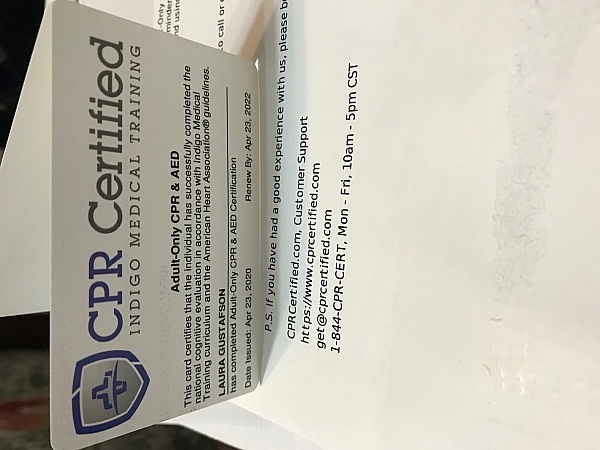 CPR Certified
INDIGO MEDICAL TRAINING
Adult-Only CPR & AED
This card certifies that the individual has successfully completed the
national cognitive evaluation in accordance with Indigo Medical
Training curriculum and the American Heart Association® guidelines.
LAURA GUSTAFSON
has completed Adult-Only CPR & AED Certification
Date Issued: Apr 23, 2020 Renew By: Apr 23, 2022
P.S. If you have had a good experience with us, please
CPRCertified.com, Customer Support
https://www.cprcertified.com
get@cprcertified.com
1-844-CPR-CERT, Mon - Fri, 10am - 5pm CST